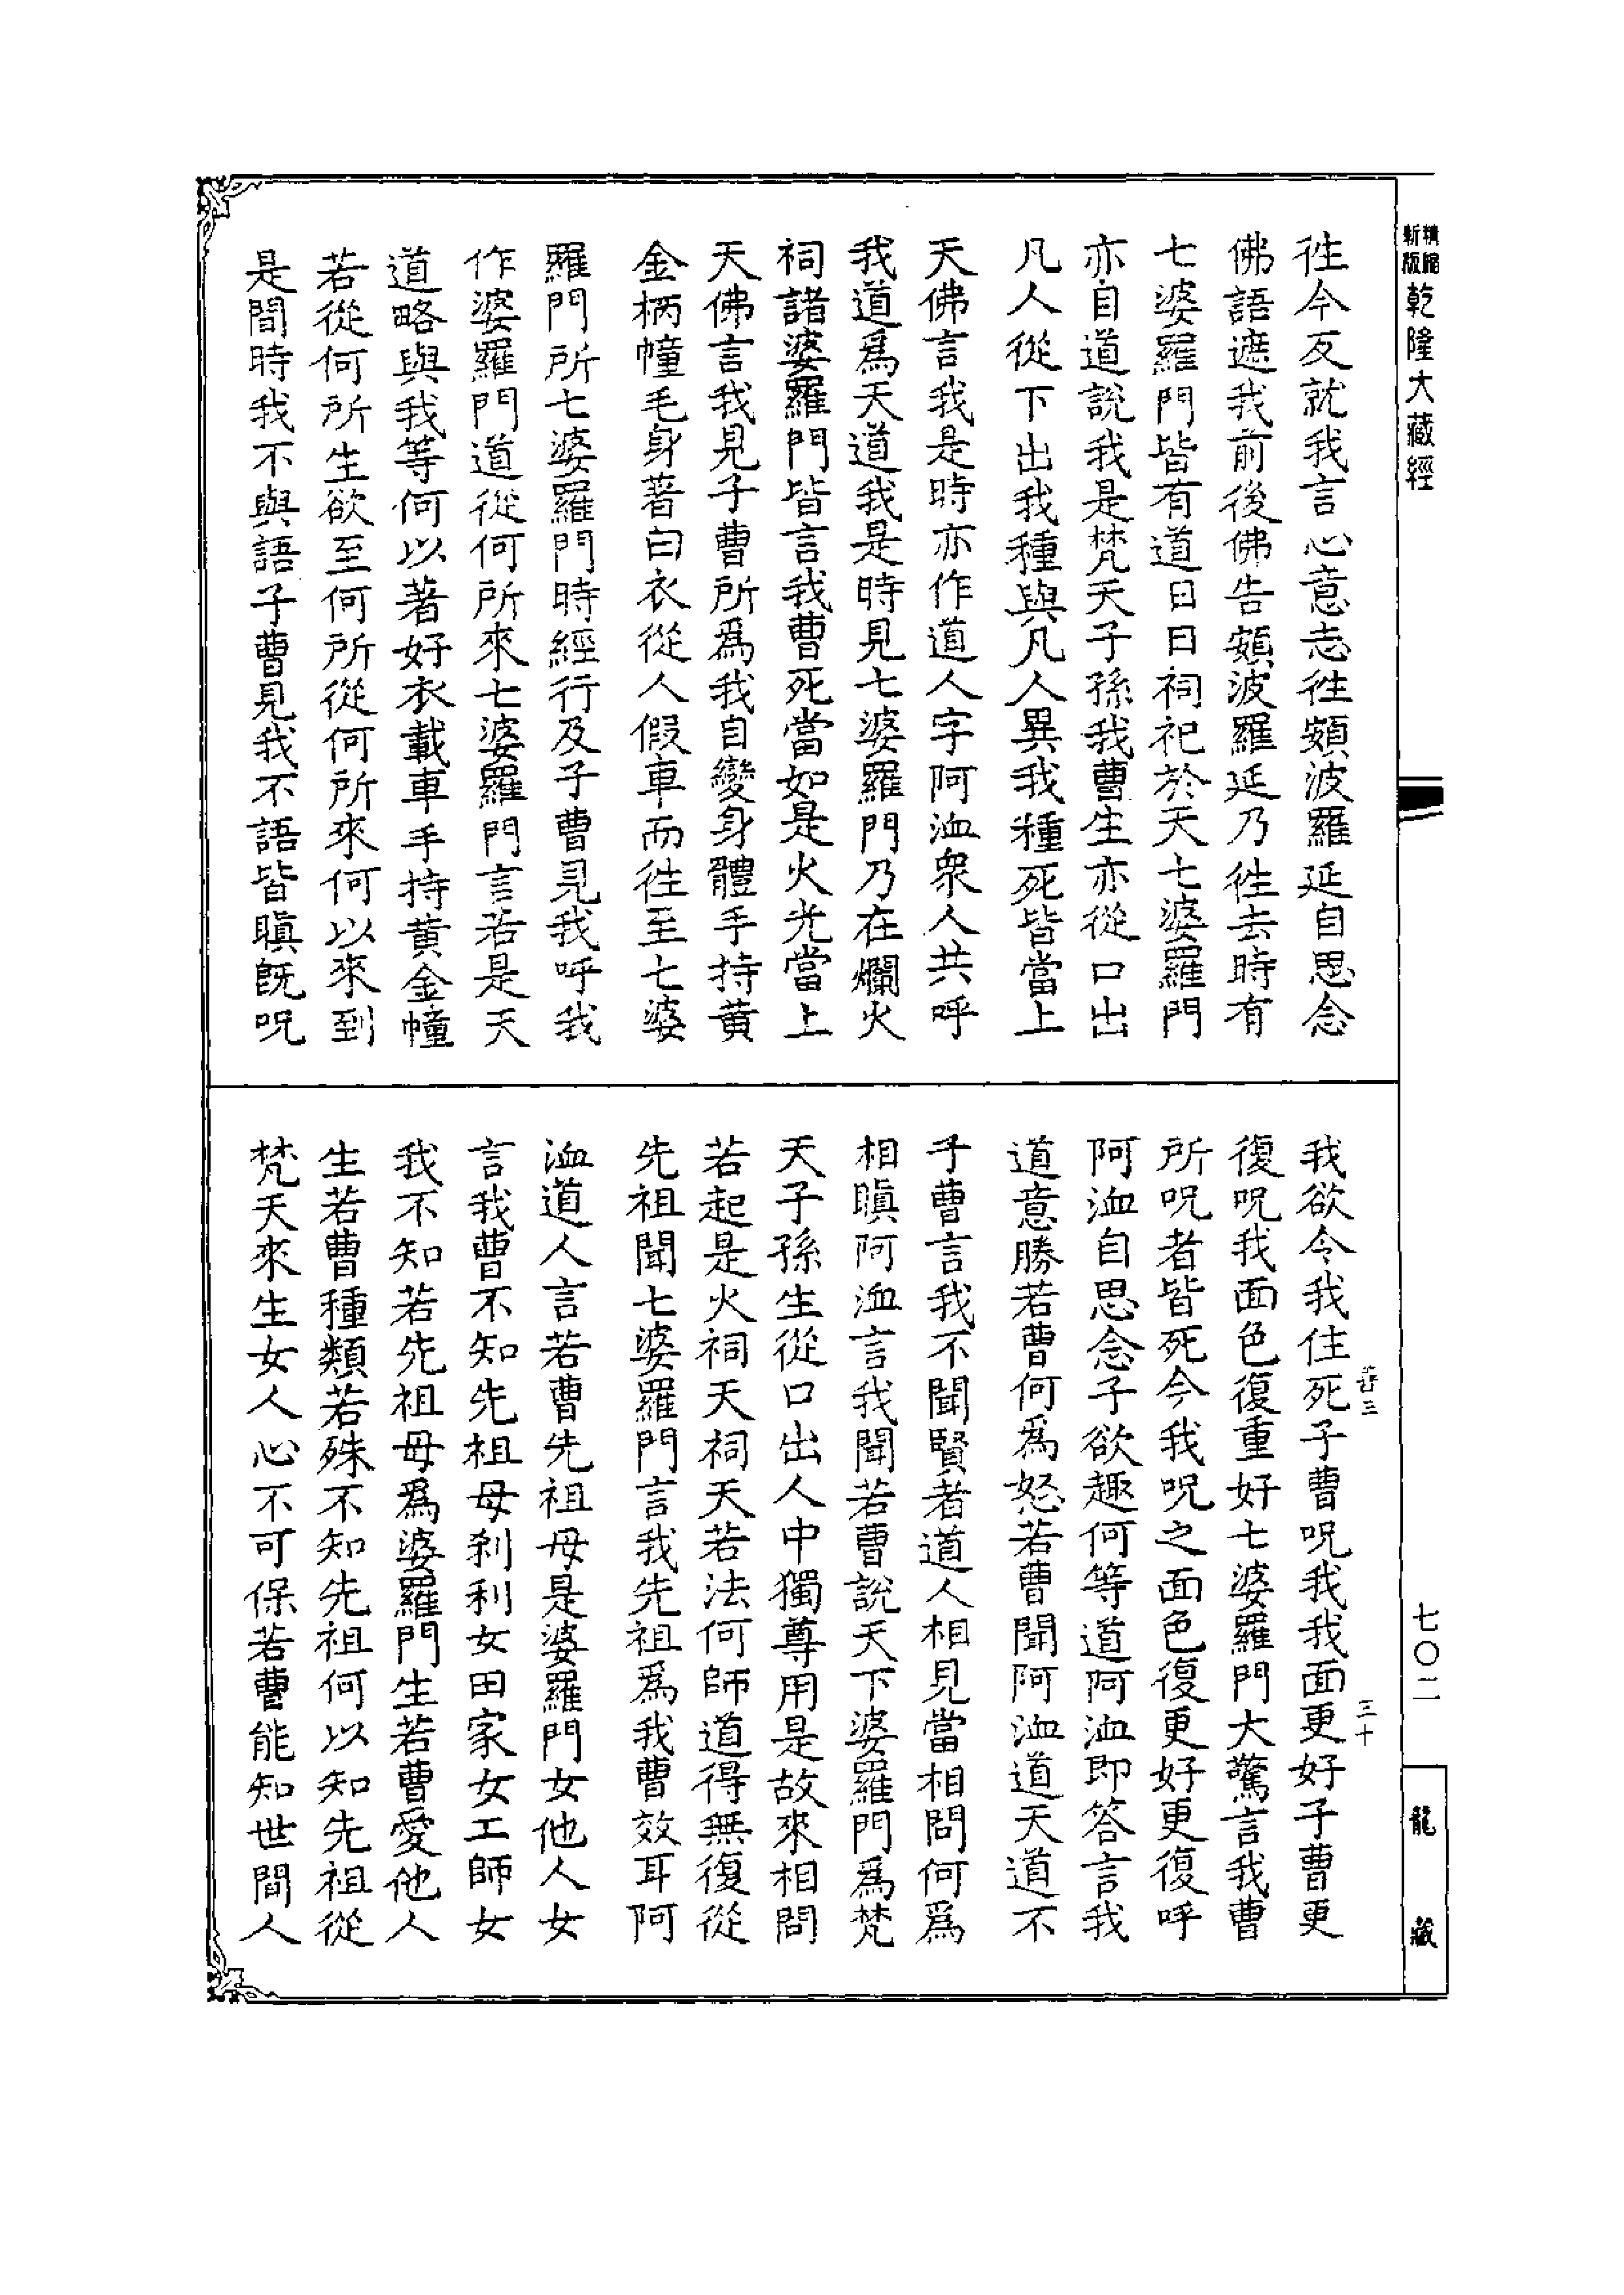 精縮
新版
乾隆大藏經
徃今反就我言心意志徃頞波羅延自思念
佛語遮我前後佛告頞波羅延乃徃去時有
七婆羅門皆有道日日祠祀於天七婆羅門
亦自道說我是梵天子孫我曹生亦從口出
凡人從下出我種與凡人異我種死皆當上
天佛言我是時亦作道人字阿洫衆人共呼
我道爲天道我是時見七婆羅門乃在爛火
祠諸婆羅門皆言我曹死當如是火光當上
天佛言我見子曹所爲我自變身體手持黄
金柄幢毛身著白衣從人假車而徃至七婆
羅門所七婆羅門時經行及子曹見我呼我
作婆羅門道從何所來七婆羅門言若是天
道略與我等何以著好衣載車手持黄金幢
若從何所生欲至何所從何所來何以來到
是間時我不與語子曹見我不語皆瞋旣呪
我欲令我住死子曹呪我我面更好子曹更
復呪我面色復重好七婆羅門大驚言我曹
所呪者皆死今我呪之面色復更好更復呼
阿洫自思念子欲趣何等道阿洫即答言我
道意勝若曹何爲怒若曹聞阿洫道天道不
子曹言我不聞賢者道人相見當相問何爲
相瞋阿洫言我聞若曹說天下婆羅門爲梵
天子孫生從口出人中獨尊用是故來相問
若起是火祠天祠天若法何師道得無復從
先祖聞七婆羅門言我先祖爲我曹效耳阿
洫道人言若曹先祖母是婆羅門女他人女
言我曹不知先祖母刹利女田家女工師女
我不知若先祖母爲婆羅門生若曹愛他人
生若曹種類若殊不知先祖何以知先祖從
梵天來生女人心不可保若曹能知世間人
三十
七〇二
龍藏